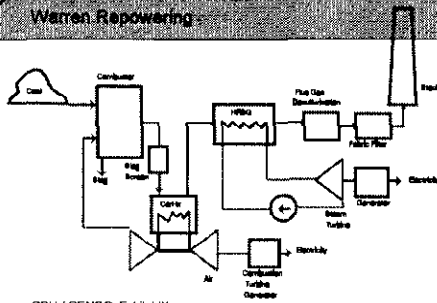 Warren Repowering
Coal
Combustor
HRSG
Flue Gas
Desulfurization
Fabric Filter
Slag
Slag
Screen
Electricity
Generator
Steam
Turbine
Air
Electricity
Combustion
Turbine
Generator